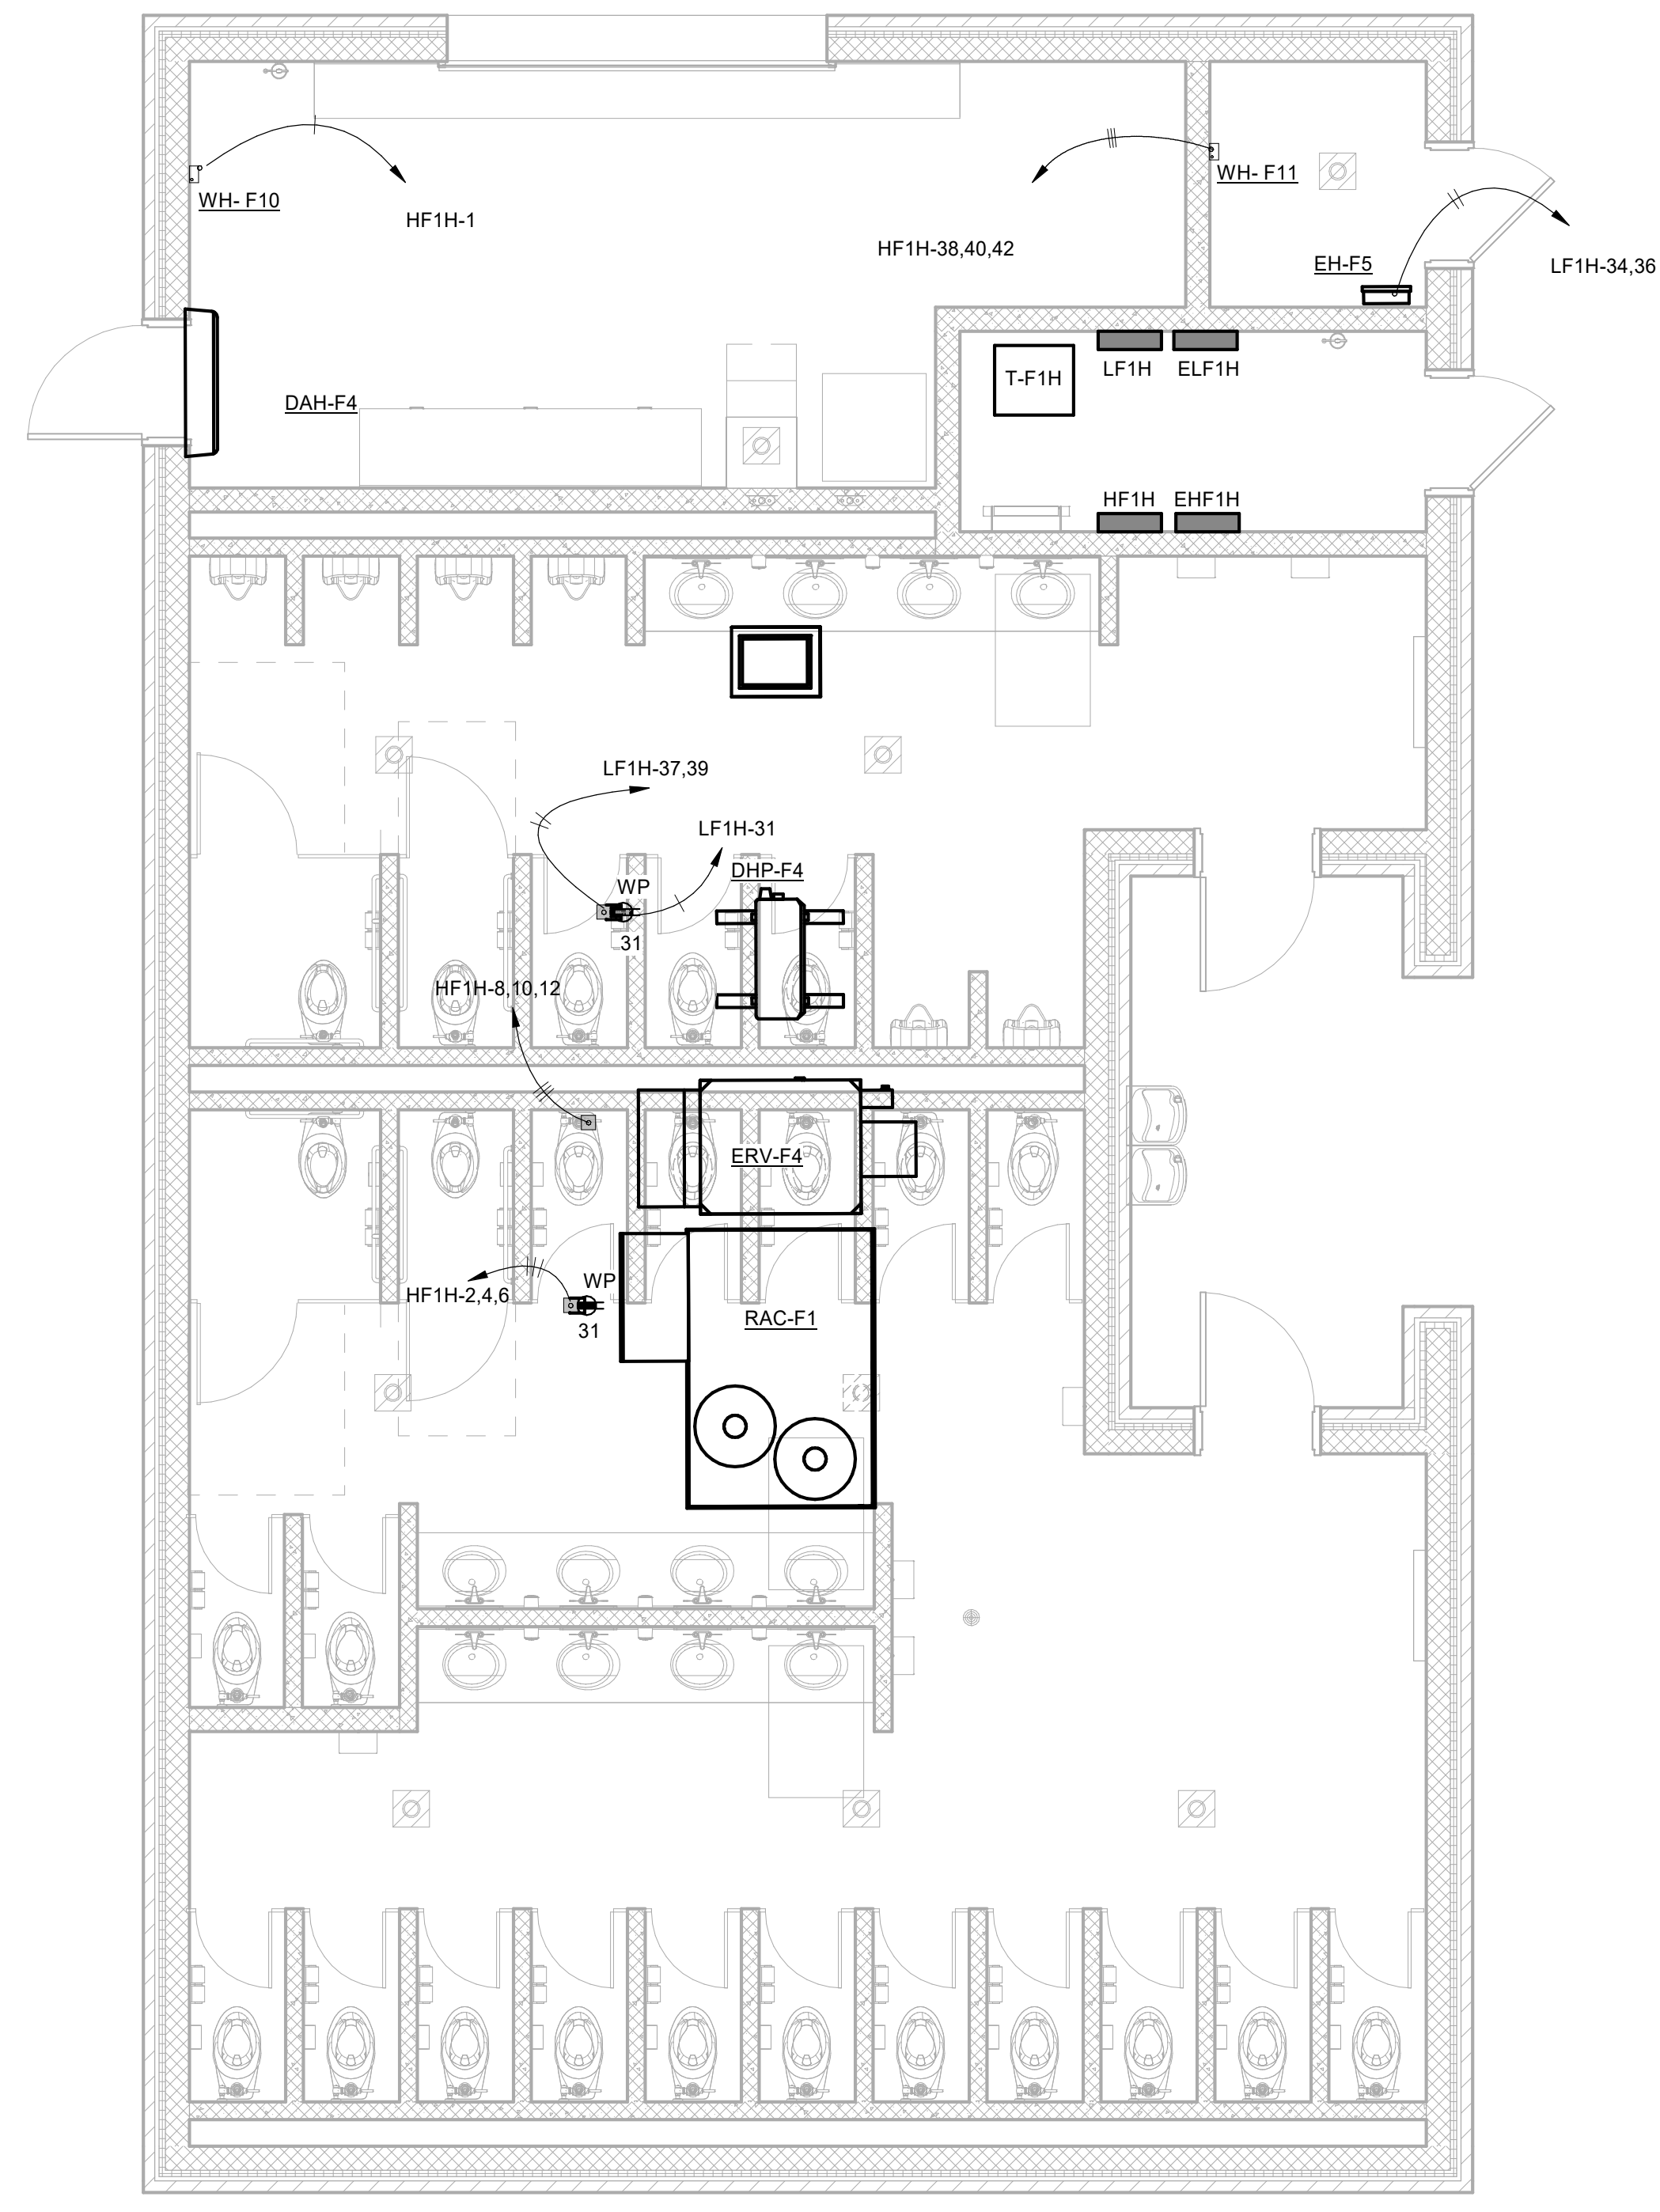 WH- F10
HF1H-1
WH- F11
HF1H-38,40,42
EH-F5
LF1H-34,36
T-F1H
LF1H
ELF1H
DAH-F4
HF1H
EHF1H
LF1H-37,39
LF1H-31
DHP-F4
WP
31
HF1H-8,10,12
ERV-F4
WP
HF1H-2,4,6
31
RAC-F1